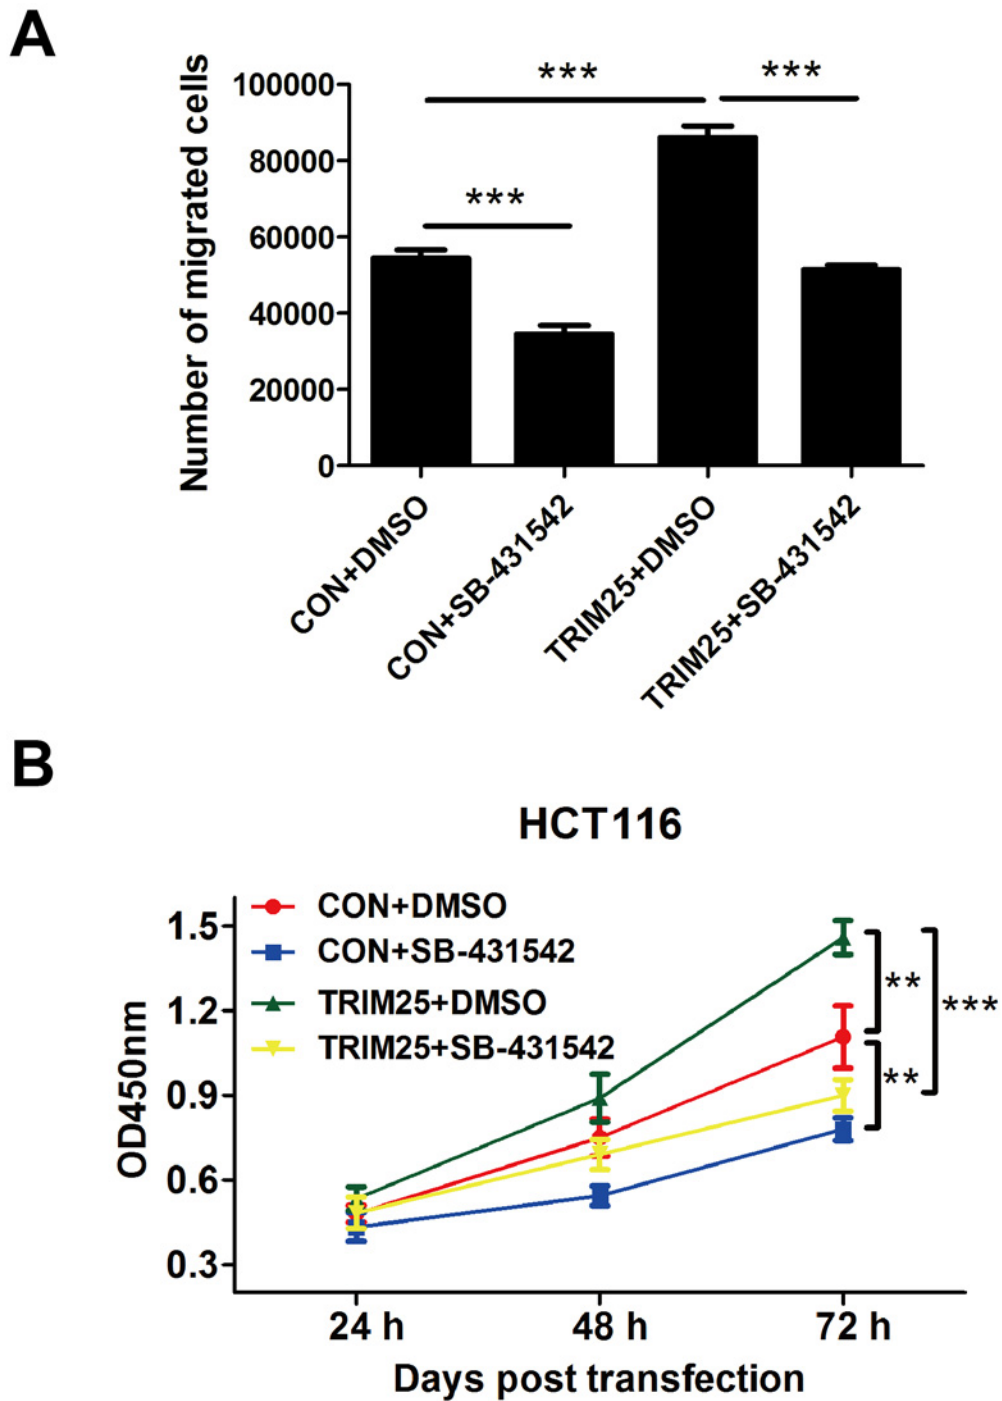 A
Number of migrated cells
100000
80000
60000
40000
20000
0
***
***
***
CON+DMSO
CON+SB-431542
TRIM25+DMSO
TRIM25+SB-431542
B
HCT116
OD450nm
1.5
1.2
0.9
0.6
0.3
CON+DMSO
CON+SB-431542
TRIM25+DMSO
TRIM25+SB-431542
**
***
**
24 h 48 h 72 h
Days post transfection